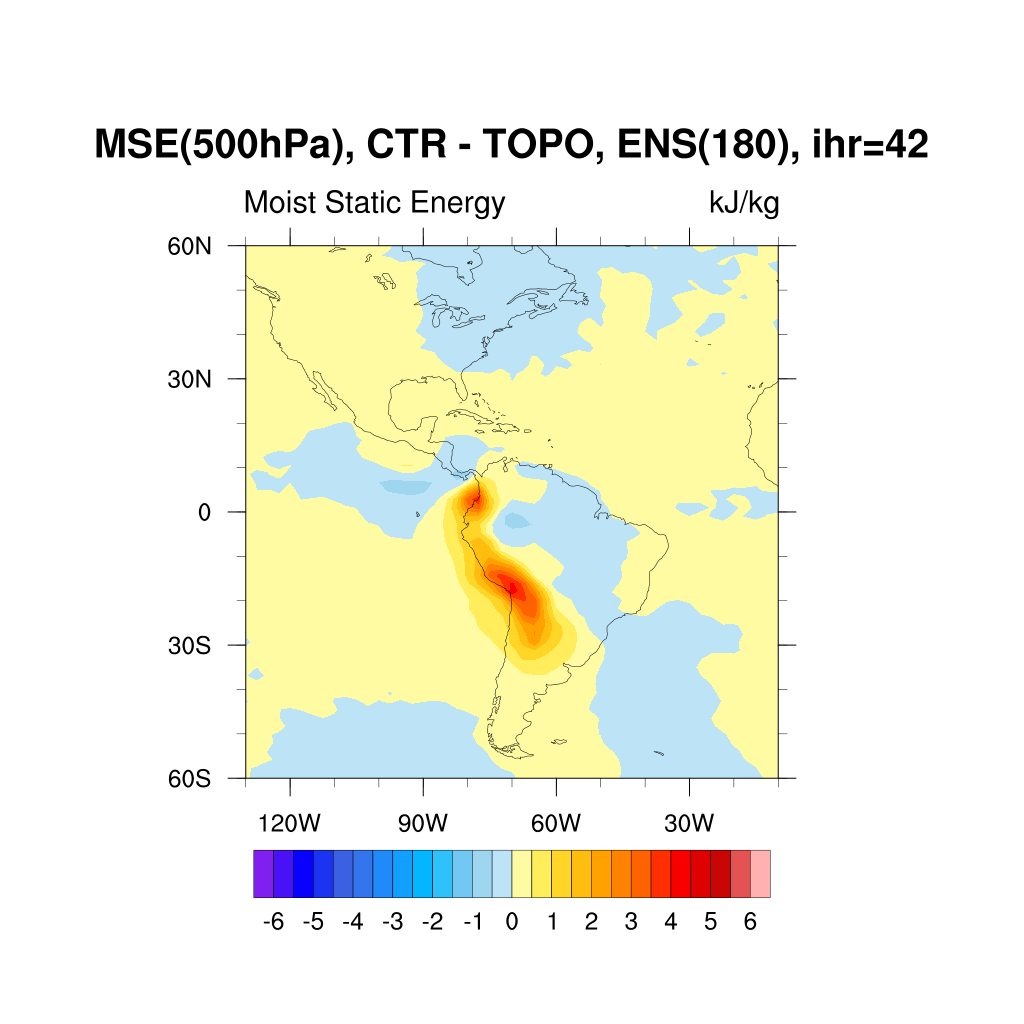 MSE(500hPa), CTR - TOPO, ENS(180), ihr=42
Moist Static Energy kJ/kg
60N
30N
0
30S
60S
120W 90W 60W 30W
-6 -5 -4 -3 -2 -1 0 1 2 3 4 5 6